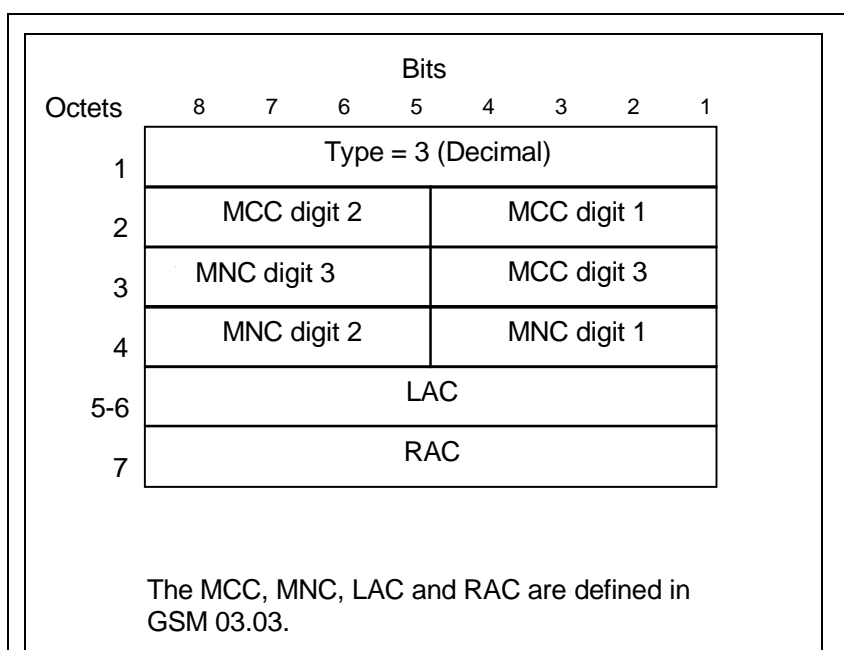 Bits
Octets 8 7 6 5 4 3 2 1
1 Type = 3 (Decimal)
2 MCC digit 2 MCC digit 1
3 MNC digit 3 MCC digit 3
4 MNC digit 2 MNC digit 1
5-6 LAC
7 RAC
The MCC, MNC, LAC and RAC are defined in
GSM 03.03.